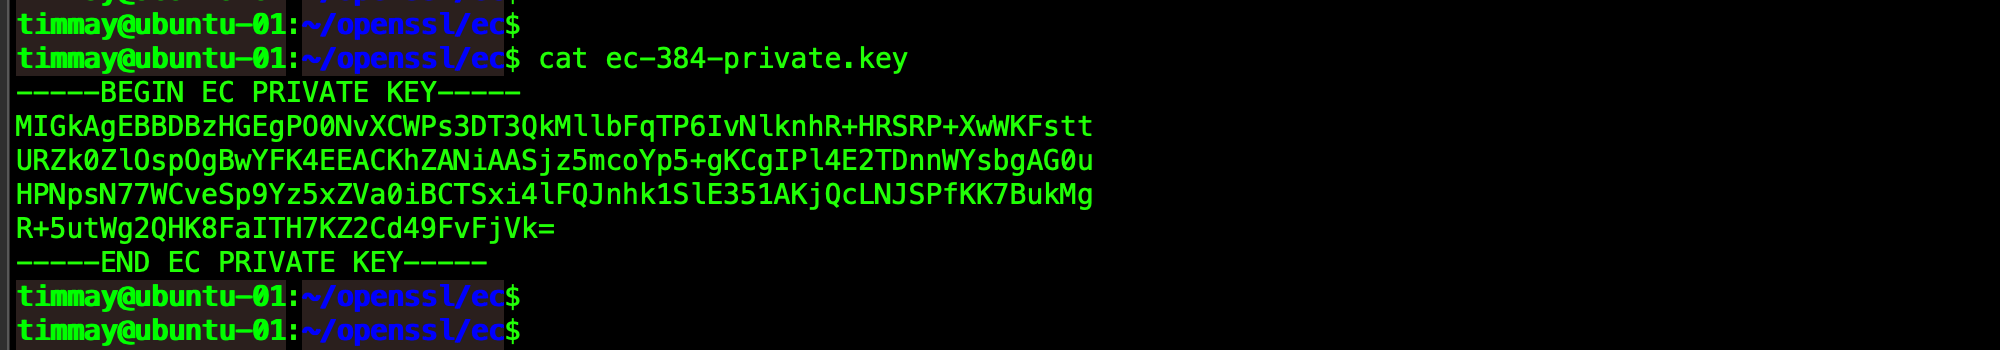 timmay@ubuntu-01:~/openssl/ec$
timmay@ubuntu-01:~/openssl/ec$ cat ec-384-private.key
-----BEGIN EC PRIVATE KEY-----
MIGkAgEBBDBzHGEgPO0NvXCWPs3DT3QkMllbFqTP6IvNlknhR+HRSRP+XwWKFstt
URZk0ZlOspOgBwYFK4EEACKhZANiAASjz5mcoYp5+gKCgIPl4E2TDnnWYsbgAG0u
HPNpsN77WCveSp9Yz5xZVa0iBCTSxi4lFQJnhk1SlE351AKjQcLNJSPfKK7BukMg
R+5utWg2QHK8FaITH7KZ2Cd49FvFjVk=
-----END EC PRIVATE KEY-----
timmay@ubuntu-01:~/openssl/ec$
timmay@ubuntu-01:~/openssl/ec$